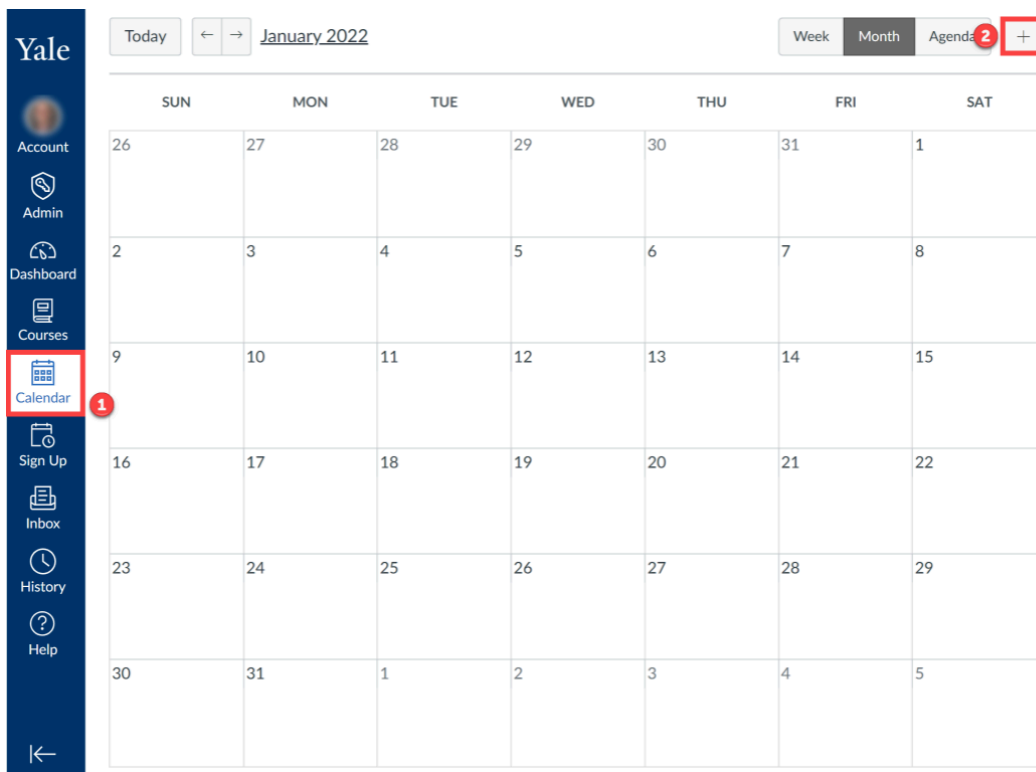 Yale
Account
Admin
Dashboard
Courses
Calendar
1
Sign Up
Inbox
History
Help
Today ← → January 2022 Week Month Agenda 2 +
SUN MON TUE WED THU FRI SAT
26 27 28 29 30 31 1
2 3 4 5 6 7 8
9 10 11 12 13 14 15
16 17 18 19 20 21 22
23 24 25 26 27 28 29
30 31 1 2 3 4 5